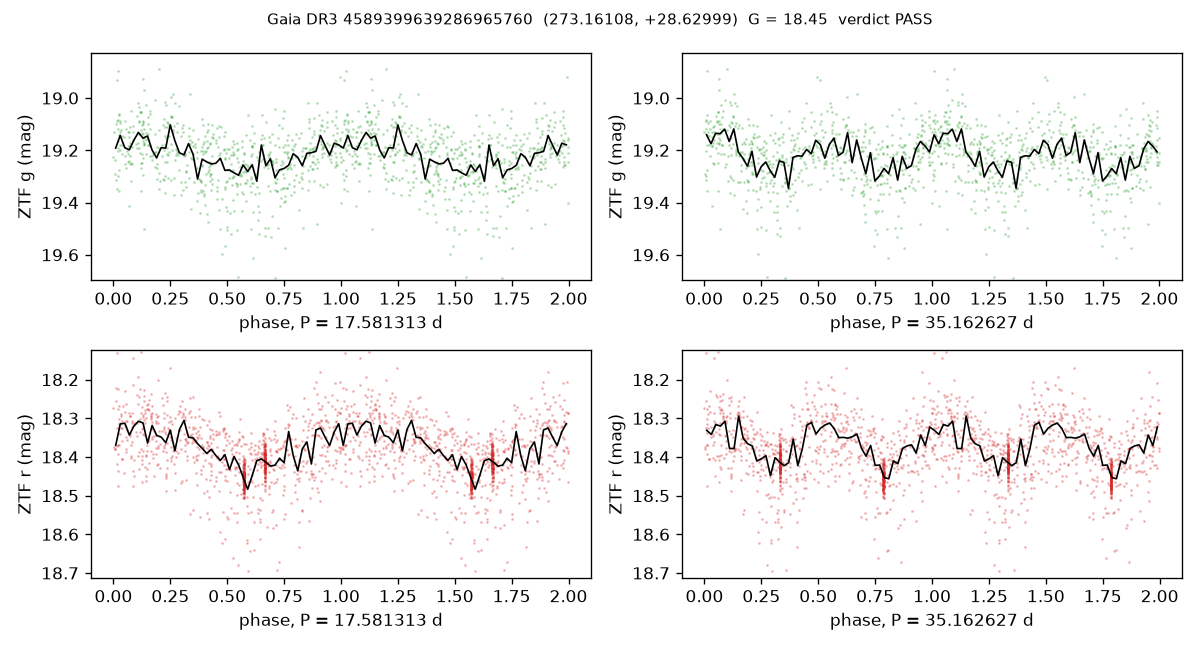 Gaia DR3 4589399639286965760  (273.16108, +28.62999)  G = 18.45  verdict PASS
ZTF g (mag)
19.0
19.2
19.4
19.6
0.00 0.25 0.50 0.75 1.00 1.25 1.50 1.75 2.00
phase, P = 17.581313 d
ZTF g (mag)
19.0
19.2
19.4
19.6
0.00 0.25 0.50 0.75 1.00 1.25 1.50 1.75 2.00
phase, P = 35.162627 d
ZTF r (mag)
18.2
18.3
18.4
18.5
18.6
18.7
0.00 0.25 0.50 0.75 1.00 1.25 1.50 1.75 2.00
phase, P = 17.581313 d
ZTF r (mag)
18.2
18.3
18.4
18.5
18.6
18.7
0.00 0.25 0.50 0.75 1.00 1.25 1.50 1.75 2.00
phase, P = 35.162627 d